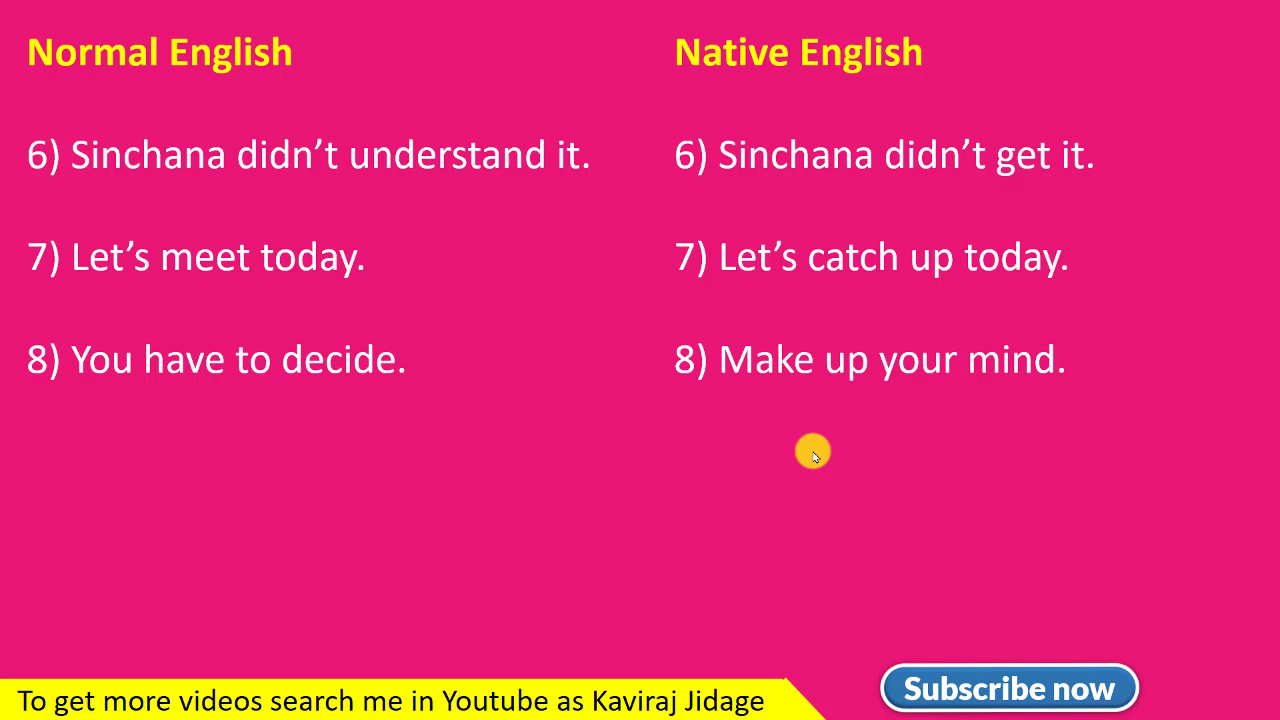 Normal English
Native English
6) Sinchana didn’t understand it.
6) Sinchana didn’t get it.
7) Let’s meet today.
7) Let’s catch up today.
8) You have to decide.
8) Make up your mind.
To get more videos search me in Youtube as Kaviraj Jidage
Subscribe now